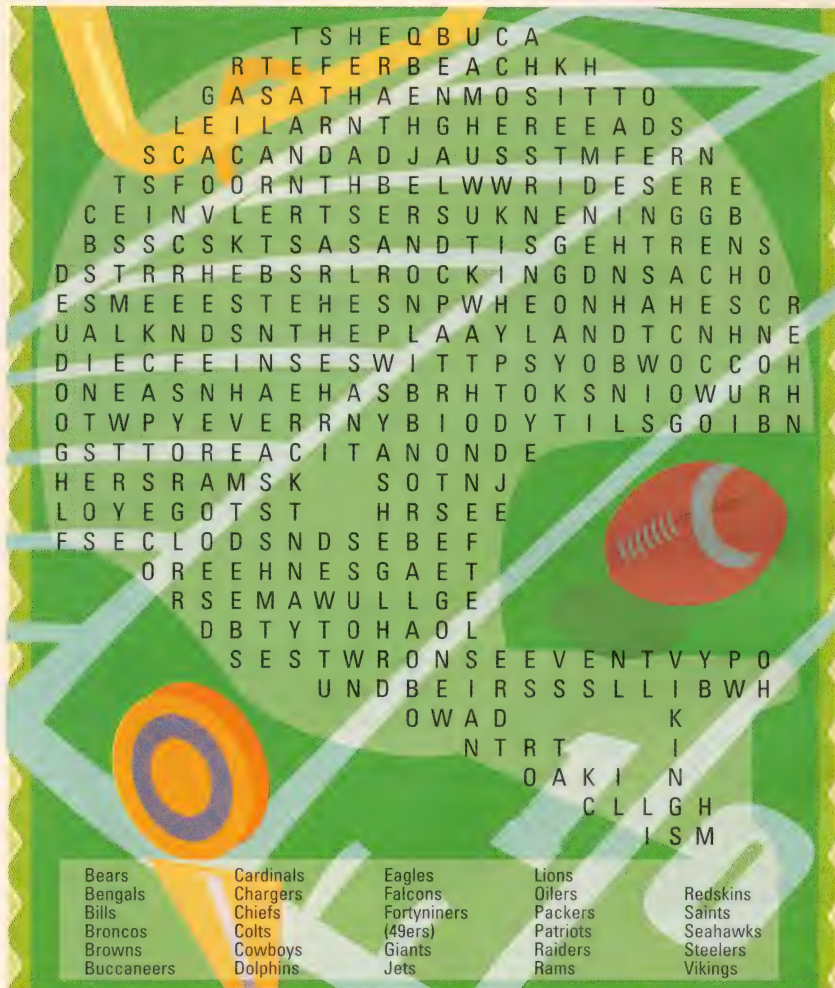 T S H E Q B U C A
R T E F E R B E A C H K H
G A S A T H A E N M O S I T T O
L E I L A R N T H G H E R E E A D S
S C A C A N D A D J A U S S T M F E R N
T S F O O R N T H B E L W W R I D E S E R E
C E I N V L E R T S E R S U K N E N I N G G B
B S S C S K T S A S A N D T I S G E H T R E N S
D S T R R H E B S R L R O C K I N G D N S A C H O
E S M E E E S T E H E S N P W H E O N H A H E S C R
U A L K N D S N T H E P L A A Y L A N D T C N H N E
D I E C F E I N S E S W I T T P S Y O B W O C C O H
O N E A S N H A E H A S B R H T O K S N I O W U R H
O T W P Y E V E R R N Y B I O D Y T I L S G O I B N
G S T T O R E A C I T A N O N D E
H E R S R A M S K S O T N J
L O Y E G O T S T H R S E E
F S E C L O D S N D S E B E F
O R E E H N E S G A E T
R S E M A W U L L G E
D B T Y T O H A O L
S E S T W R O N S E E V E N T V Y P O
U N D B E I R S S S L L I B W H
O W A D K
N T R T I
O A K I N
C L L G H
I S M
Bears Cardinals Eagles Lions
Bengals Chargers Falcons Oilers Redskins
Bills Chiefs Fortyniners Packers Saints
Broncos Colts (49ers) Patriots Seahawks
Browns Cowboys Giants Raiders Steelers
Buccaneers Dolphins Jets Rams Vikings